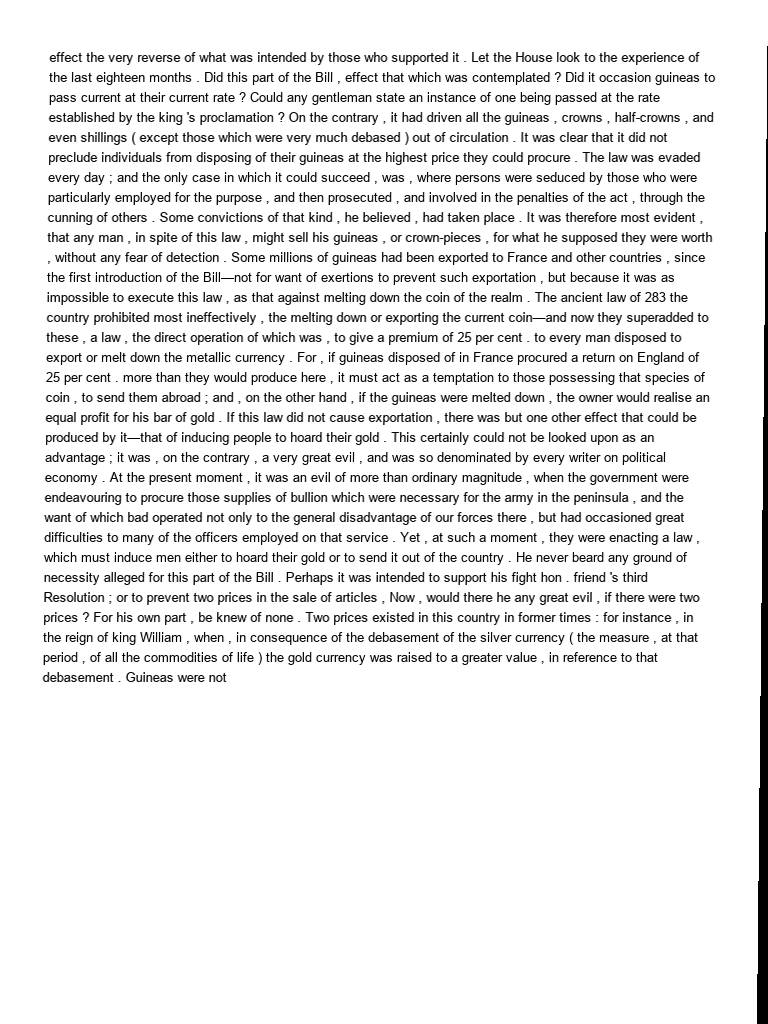 effect the very reverse of what was intended by those who supported it . Let the House look to the experience of
the last eighteen months . Did this part of the Bill , effect that which was contemplated ? Did it occasion guineas to
pass current at their current rate ? Could any gentleman state an instance of one being passed at the rate
established by the king 's proclamation ? On the contrary , it had driven all the guineas , crowns , half-crowns , and
even shillings ( except those which were very much debased ) out of circulation . It was clear that it did not
preclude individuals from disposing of their guineas at the highest price they could procure . The law was evaded
every day ; and the only case in which it could succeed , was , where persons were seduced by those who were
particularly employed for the purpose , and then prosecuted , and involved in the penalties of the act , through the
cunning of others . Some convictions of that kind , he believed , had taken place . It was therefore most evident ,
that any man , in spite of this law , might sell his guineas , or crown-pieces , for what he supposed they were worth
, without any fear of detection . Some millions of guineas had been exported to France and other countries , since
the first introduction of the Bill—not for want of exertions to prevent such exportation , but because it was as
impossible to execute this law , as that against melting down the coin of the realm . The ancient law of 283 the
country prohibited most ineffectively , the melting down or exporting the current coin—and now they superadded to
these , a law , the direct operation of which was , to give a premium of 25 per cent . to every man disposed to
export or melt down the metallic currency . For , if guineas disposed of in France procured a return on England of
25 per cent . more than they would produce here , it must act as a temptation to those possessing that species of
coin , to send them abroad ; and , on the other hand , if the guineas were melted down , the owner would realise an
equal profit for his bar of gold . If this law did not cause exportation , there was but one other effect that could be
produced by it—that of inducing people to hoard their gold . This certainly could not be looked upon as an
advantage ; it was , on the contrary , a very great evil , and was so denominated by every writer on political
economy . At the present moment , it was an evil of more than ordinary magnitude , when the government were
endeavouring to procure those supplies of bullion which were necessary for the army in the peninsula , and the
want of which bad operated not only to the general disadvantage of our forces there , but had occasioned great
difficulties to many of the officers employed on that service . Yet , at such a moment , they were enacting a law ,
which must induce men either to hoard their gold or to send it out of the country . He never beard any ground of
necessity alleged for this part of the Bill . Perhaps it was intended to support his fight hon . friend 's third
Resolution ; or to prevent two prices in the sale of articles , Now , would there he any great evil , if there were two
prices ? For his own part , be knew of none . Two prices existed in this country in former times : for instance , in
the reign of king William , when , in consequence of the debasement of the silver currency ( the measure , at that
period , of all the commodities of life ) the gold currency was raised to a greater value , in reference to that
debasement . Guineas were not